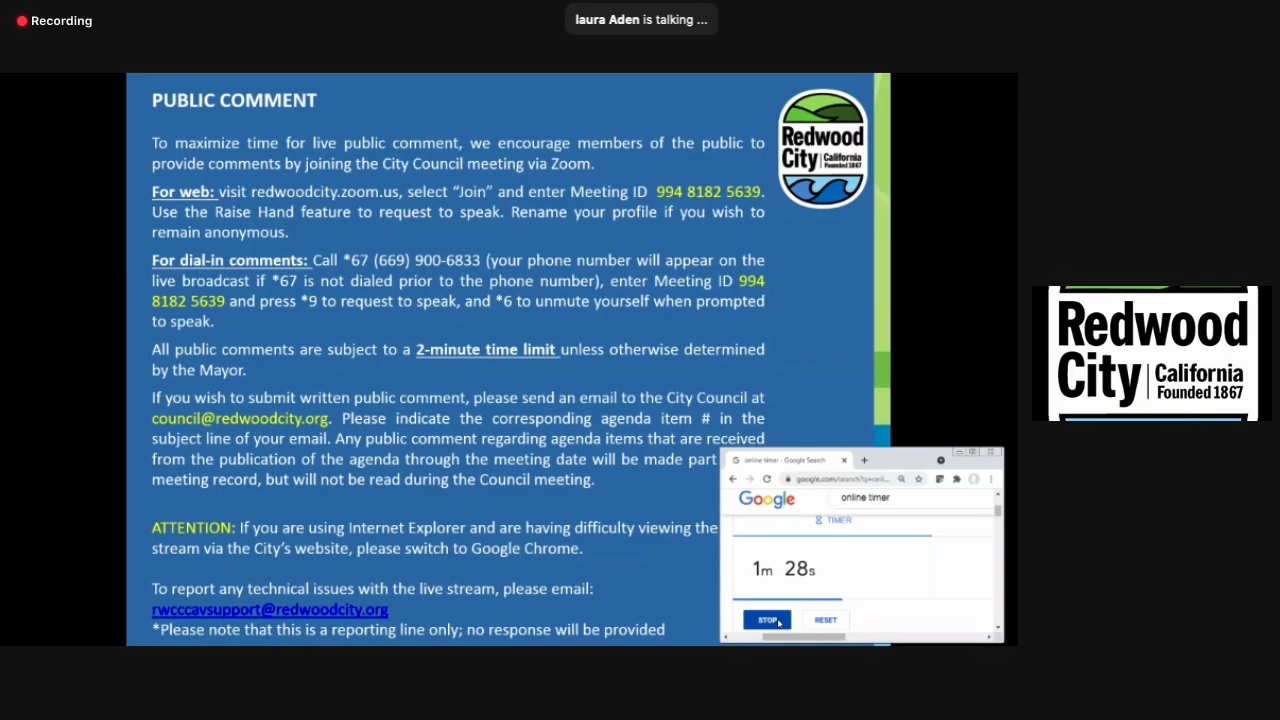 Recording
laura Aden is talking ...
PUBLIC COMMENT
To maximize time for live public comment, we encourage members of the public to
provide comments by joining the City Council meeting via Zoom.
For web: visit redwoodcity.zoom.us, select “Join” and enter Meeting ID 994 8182 5639.
Use the Raise Hand feature to request to speak. Rename your profile if you wish to
remain anonymous.
For dial-in comments: Call *67 (669) 900-6833 (your phone number will appear on the
live broadcast if *67 is not dialed prior to the phone number), enter Meeting ID 994
8182 5639 and press *9 to request to speak, and *6 to unmute yourself when prompted
to speak.
All public comments are subject to a 2-minute time limit unless otherwise determined
by the Mayor.
If you wish to submit written public comment, please send an email to the City Council at
council@redwoodcity.org. Please indicate the corresponding agenda item # in the
subject line of your email. Any public comment regarding agenda items that are received
from the publication of the agenda through the meeting date will be made part
meeting record, but will not be read during the Council meeting.
ATTENTION: If you are using Internet Explorer and are having difficulty viewing the
stream via the City’s website, please switch to Google Chrome.
To report any technical issues with the live stream, please email:
rwcccavsupport@redwoodcity.org
*Please note that this is a reporting line only; no response will be provided
Redwood
City | California
Founded 1867
online timer - Google Search
google.com/search?q=onli...
Google
online timer
TIMER
1m 28s
STOP
RESET
Redwood
City | California
Founded 1867